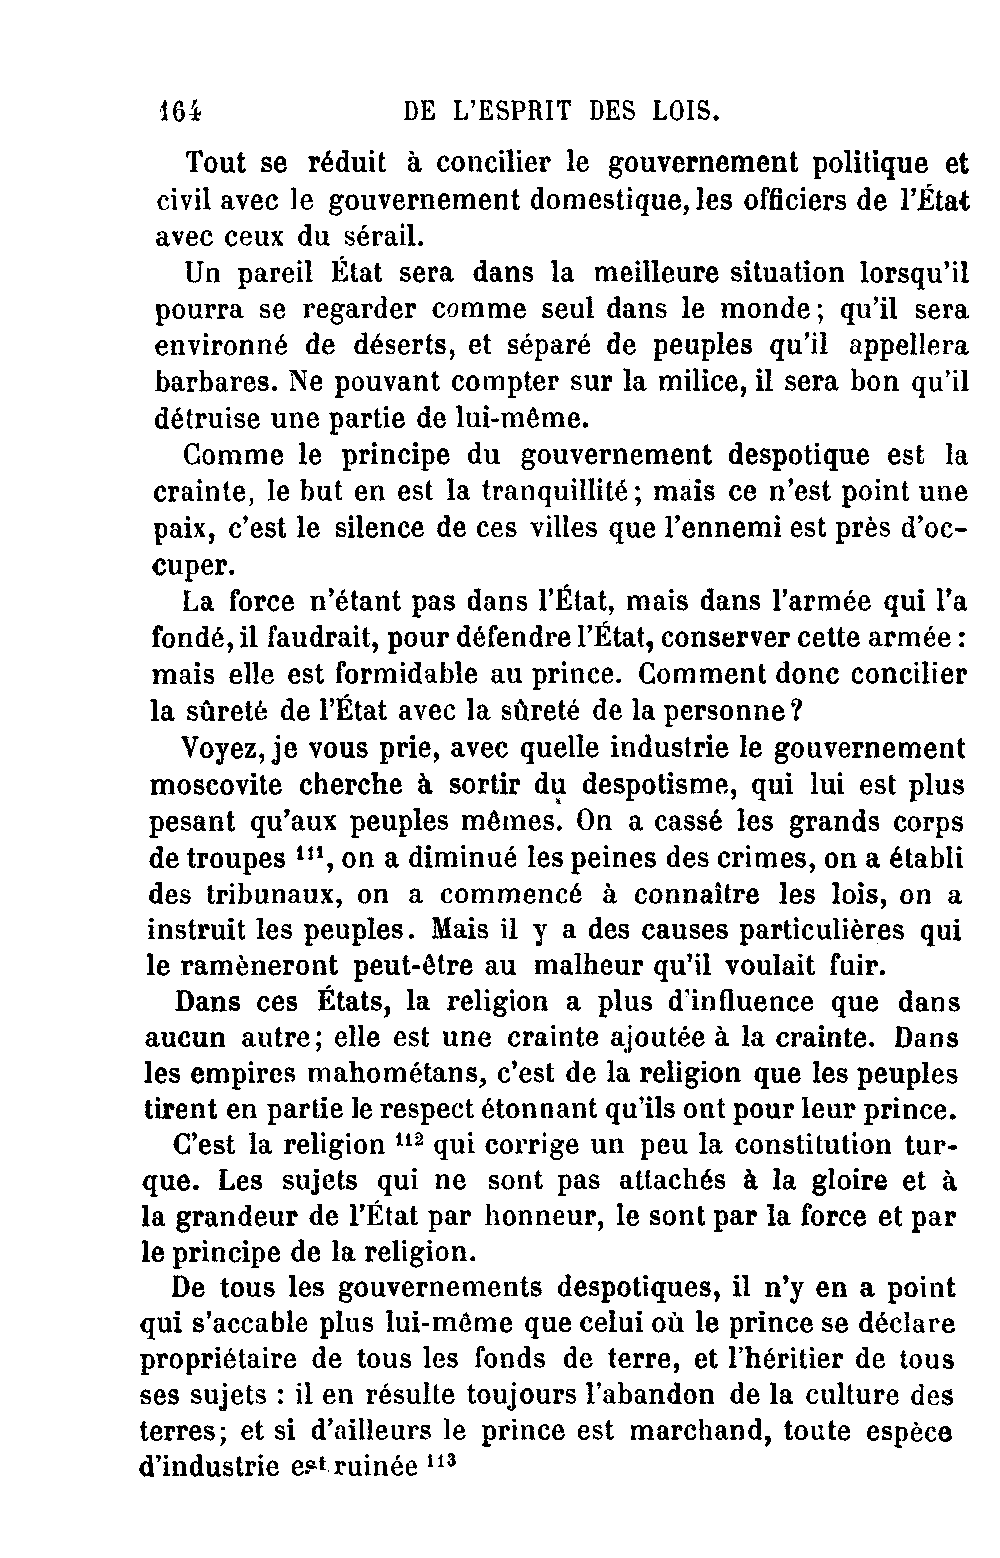 164 DE L'ESPRIT DES LOIS.
Tout se réduit à concilier le gouvernement politique et
civil avec le gouvernement domestique, les officiers de l'État
avec ceux du sérail.
Un pareil État sera dans la meilleure situation lorsqu'il
pourra se regarder comme seul dans le monde; qu'il sera
environné de déserts, et séparé de peuples qu'il appellera
barbares. Ne pouvant compter sur la milice, il sera bon qu'il
détruise une partie de lui-même.
Comme le principe du gouvernement despotique est la
crainte, le but en est la tranquillité; mais ce n'est point une
paix, c'est le silence de ces villes que l'ennemi est près d'oc-
cuper.
La force n'étant pas dans l'État, mais dans l'armée qui l'a
fondé, il faudrait, pour défendre l'État, conserver cette armée :
mais elle est formidable au prince. Comment donc concilier
la sûreté de l'État avec la sûreté de la personne?
Voyez, je vous prie, avec quelle industrie le gouvernement
moscovite cherche à sortir du despotisme, qui lui est plus
pesant qu'aux peuples mêmes. On a cassé les grands corps
de troupes ¹¹¹, on a diminué les peines des crimes, on a établi
des tribunaux, on a commencé à connaître les lois, on a
instruit les peuples. Mais il y a des causes particulières qui
le ramèneront peut-être au malheur qu'il voulait fuir.
Dans ces États, la religion a plus d'influence que dans
aucun autre; elle est une crainte ajoutée à la crainte. Dans
les empires mahométans, c'est de la religion que les peuples
tirent en partie le respect étonnant qu'ils ont pour leur prince.
C'est la religion ¹¹² qui corrige un peu la constitution tur-
que. Les sujets qui ne sont pas attachés à la gloire et à
la grandeur de l'État par honneur, le sont par la force et par
le principe de la religion.
De tous les gouvernements despotiques, il n'y en a point
qui s'accable plus lui-même que celui où le prince se déclare
propriétaire de tous les fonds de terre, et l'héritier de tous
ses sujets : il en résulte toujours l'abandon de la culture des
terres; et si d'ailleurs le prince est marchand, toute espèce
d'industrie est ruinée ¹¹³